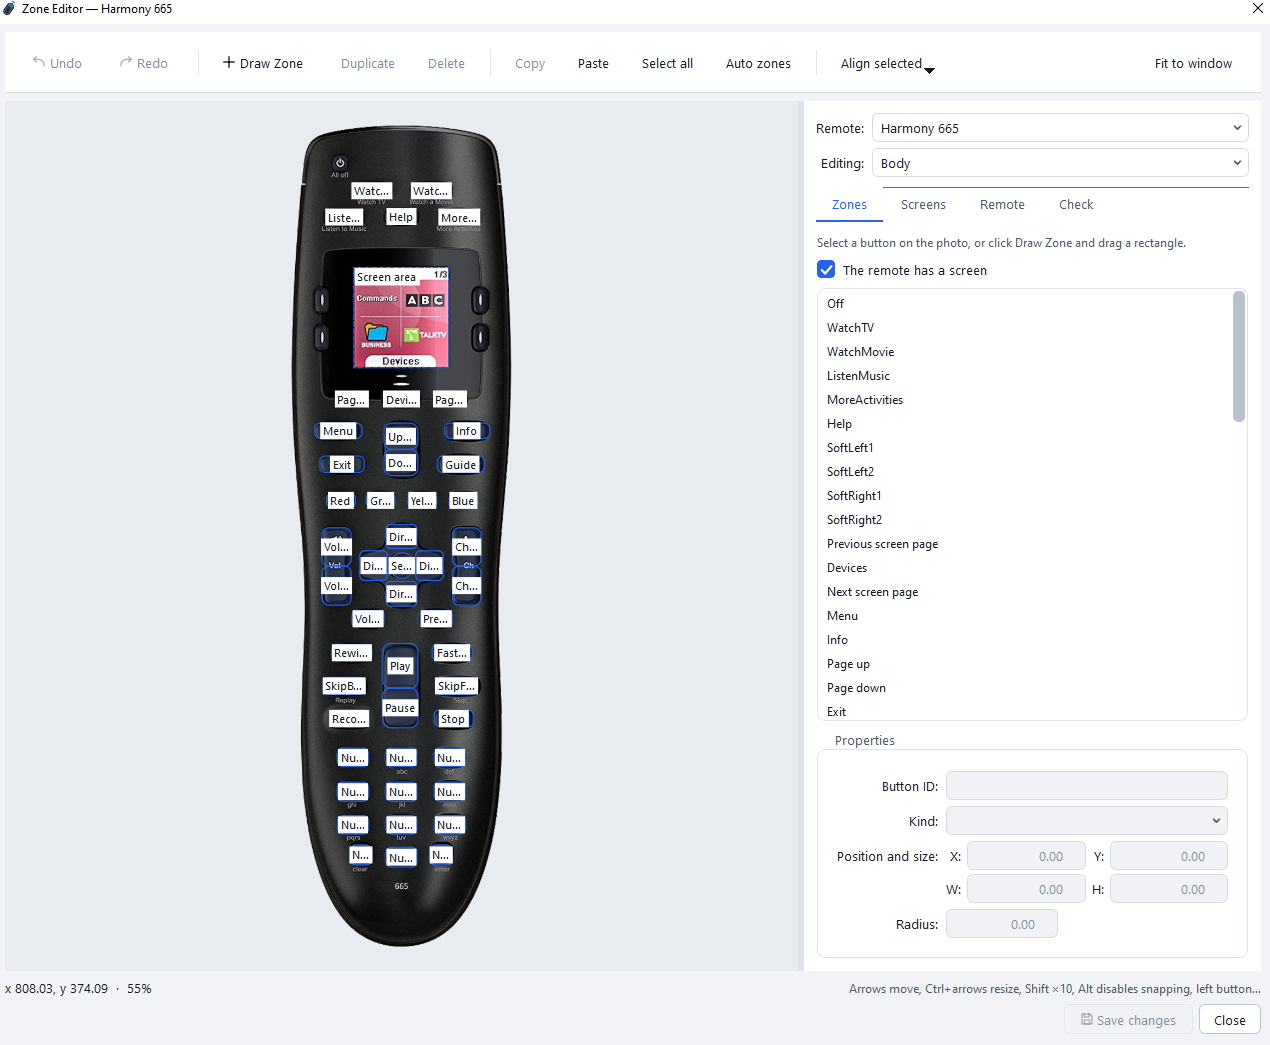 Zone Editor — Harmony 665
Undo Redo Draw Zone Duplicate Delete Copy Paste Select all Auto zones Align selected Fit to window
All off
Watc... Watc...
Watch TV Watch a Movie
Liste... Help More...
Listen to Music More Activities
Screen area 1/3
Commands ABC
BUSINESS TALKTV
Devices
Pag... Devi... Pag...
Menu Up... Info
Exit Do... Guide
Red Gr... Yel... Blue
Dir...
Vol... Ch...
Vol Di... Se... Di... Ch
Vol... Ch...
Dir...
Vol... Pre...
Rewi... Fast...
Play
SkipB... SkipF...
Replay Skip
Pause
Reco... Stop
Nu... Nu... Nu...
abc def
Nu... Nu... Nu...
ghi jkl mno
Nu... Nu... Nu...
pqrs tuv wxyz
N... Nu... N...
clear enter
665
Remote: Harmony 665
Editing: Body
Zones Screens Remote Check
Select a button on the photo, or click Draw Zone and drag a rectangle.
The remote has a screen
Off
WatchTV
WatchMovie
ListenMusic
MoreActivities
Help
SoftLeft1
SoftLeft2
SoftRight1
SoftRight2
Previous screen page
Devices
Next screen page
Menu
Info
Page up
Page down
Exit
Properties
Button ID:
Kind:
Position and size: X: 0.00 Y: 0.00
W: 0.00 H: 0.00
Radius: 0.00
x 808.03, y 374.09 · 55%
Arrows move, Ctrl+arrows resize, Shift ×10, Alt disables snapping, left button...
Save changes Close